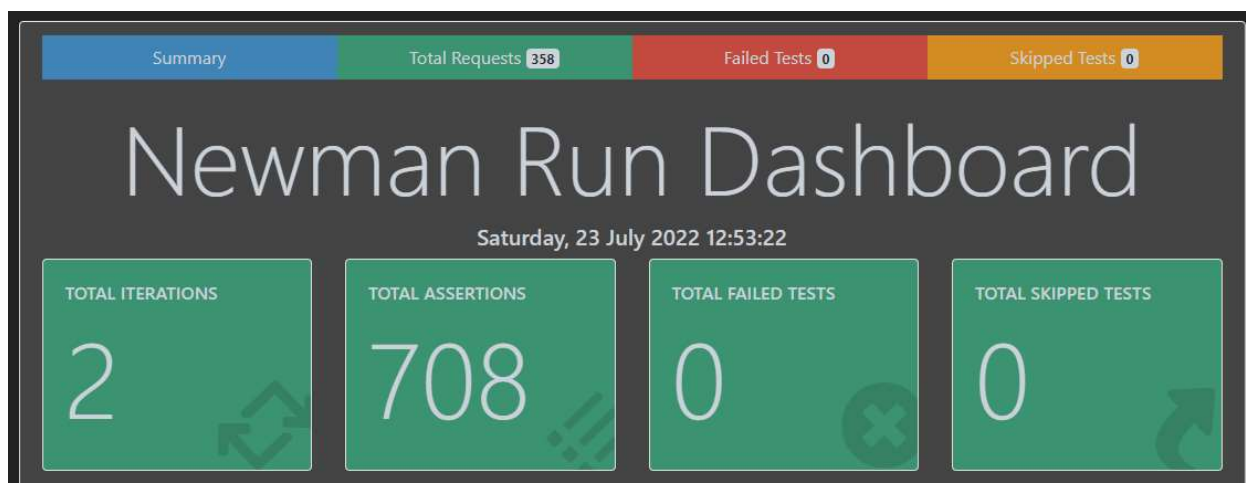 Summary Total Requests 358 Failed Tests 0 Skipped Tests 0
Newman Run Dashboard
Saturday, 23 July 2022 12:53:22
TOTAL ITERATIONS TOTAL ASSERTIONS TOTAL FAILED TESTS TOTAL SKIPPED TESTS
2 708 0 0